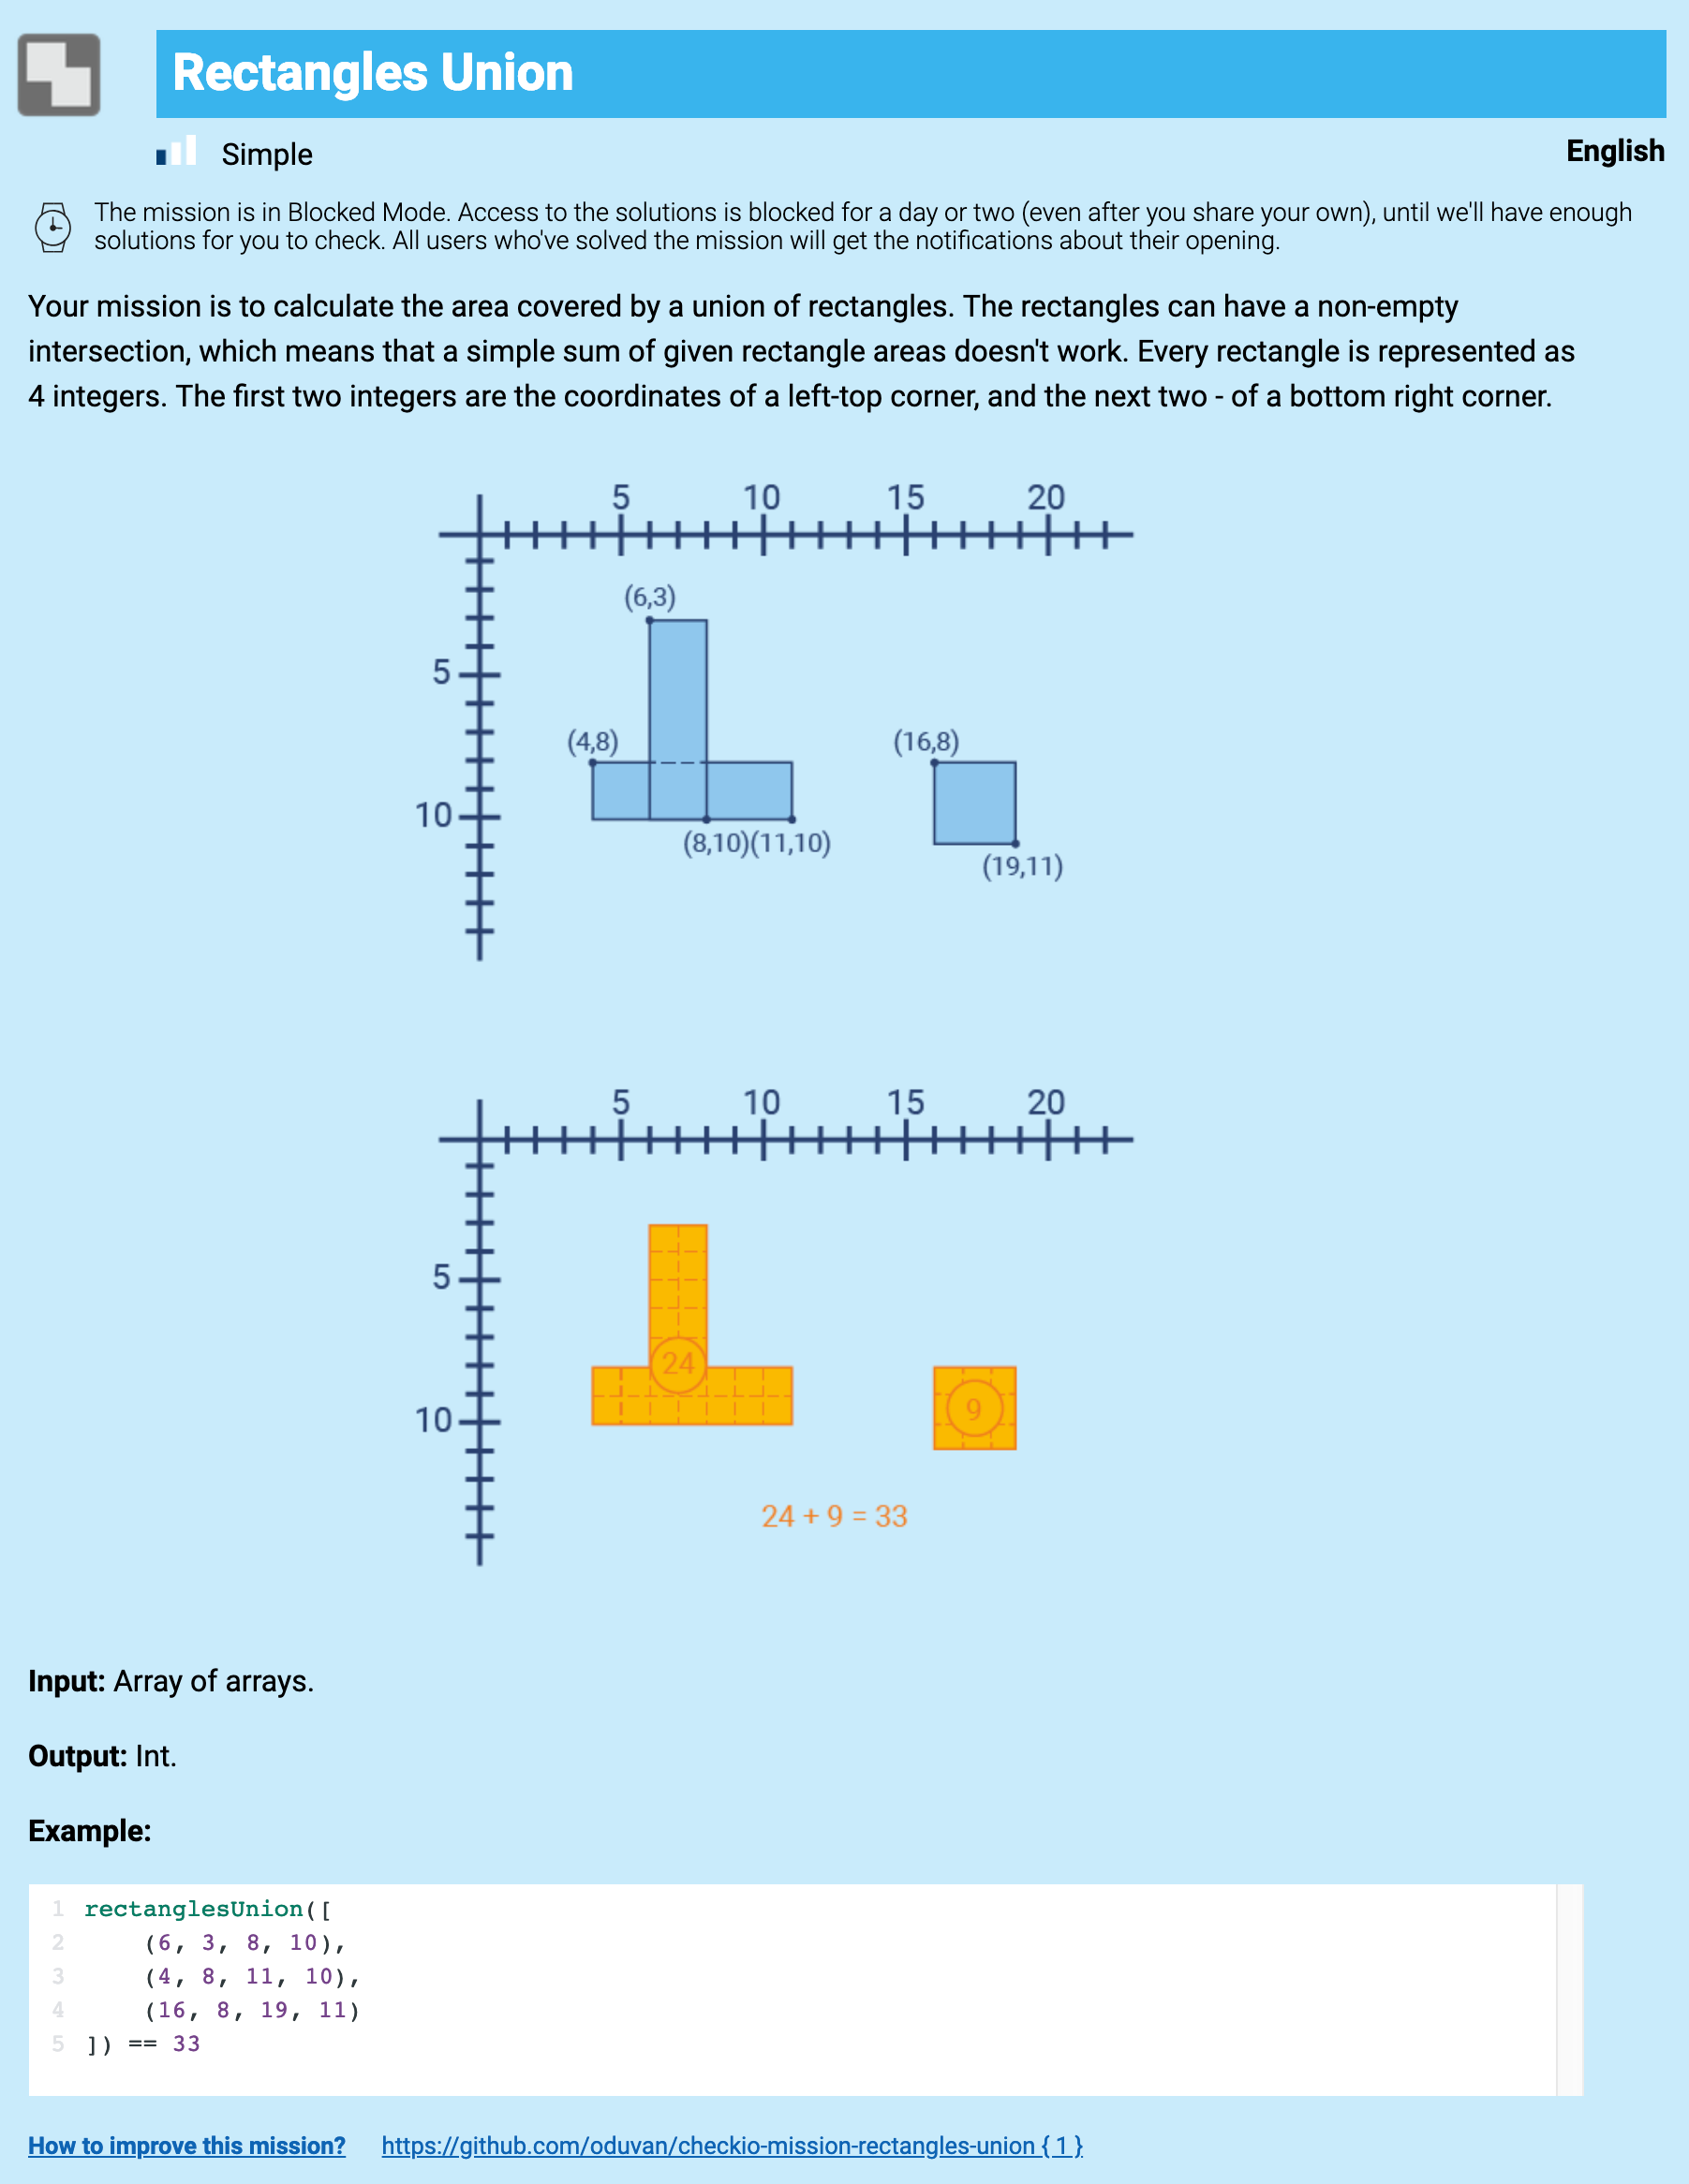 Rectangles Union
Simple
English
The mission is in Blocked Mode. Access to the solutions is blocked for a day or two (even after you share your own), until we'll have enough
solutions for you to check. All users who've solved the mission will get the notifications about their opening.
Your mission is to calculate the area covered by a union of rectangles. The rectangles can have a non-empty
intersection, which means that a simple sum of given rectangle areas doesn't work. Every rectangle is represented as
4 integers. The first two integers are the coordinates of a left-top corner, and the next two - of a bottom right corner.
5 10 15 20
(6,3)
5
(4,8) (16,8)
10
(8,10)(11,10)
(19,11)
5 10 15 20
5
24
9
10
24 + 9 = 33
Input: Array of arrays.
Output: Int.
Example:
1 rectanglesUnion([
2 (6, 3, 8, 10),
3 (4, 8, 11, 10),
4 (16, 8, 19, 11)
5 ]) == 33
How to improve this mission? https://github.com/oduvan/checkio-mission-rectangles-union { 1 }